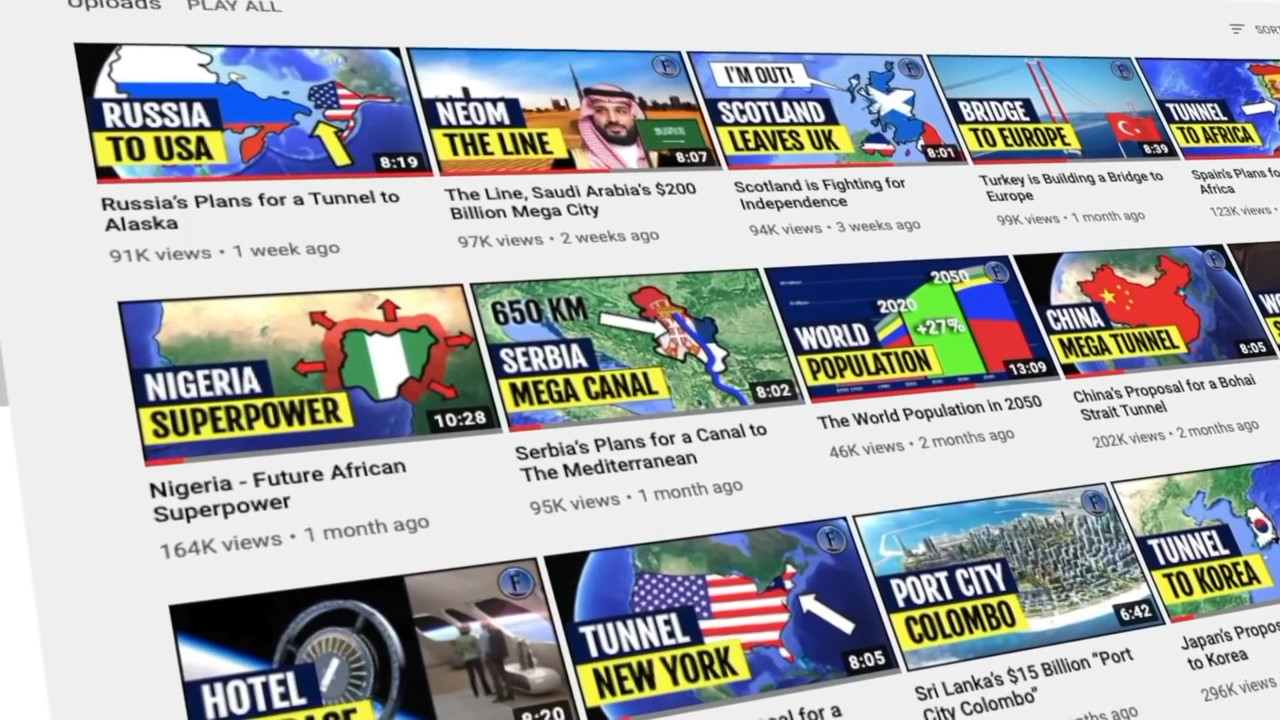 Uploads PLAY ALL
SORT
RUSSIA
TO USA
8:19
Russia's Plans for a Tunnel to
Alaska
91K views • 1 week ago
NEOM
THE LINE
8:07
The Line, Saudi Arabia's $200
Billion Mega City
97K views • 2 weeks ago
I'M OUT!
SCOTLAND
LEAVES UK
8:01
Scotland is Fighting for
Independence
94K views • 3 weeks ago
BRIDGE
TO EUROPE
8:39
Turkey is Building a Bridge to
Europe
99K views • 1 month ago
TUNNEL
TO AFRICA
Spain's Plans fo
Africa
123K views •
NIGERIA
SUPERPOWER
10:28
Nigeria - Future African
Superpower
164K views • 1 month ago
650 KM
SERBIA
MEGA CANAL
8:02
Serbia's Plans for a Canal to
The Mediterranean
95K views • 1 month ago
2050
2020
+27%
WORLD
POPULATION
13:09
The World Population in 2050
46K views • 2 months ago
CHINA
MEGA TUNNEL
8:05
China's Proposal for a Bohai
Strait Tunnel
202K views • 2 months ago
F
HOTEL
8:20
F
TUNNEL
NEW YORK
8:05
for a
F
PORT CITY
COLOMBO
6:42
Sri Lanka's $15 Billion "Port
City Colombo"
ago
TUNNEL
TO KOREA
Japan's Propos
to Korea
296K views